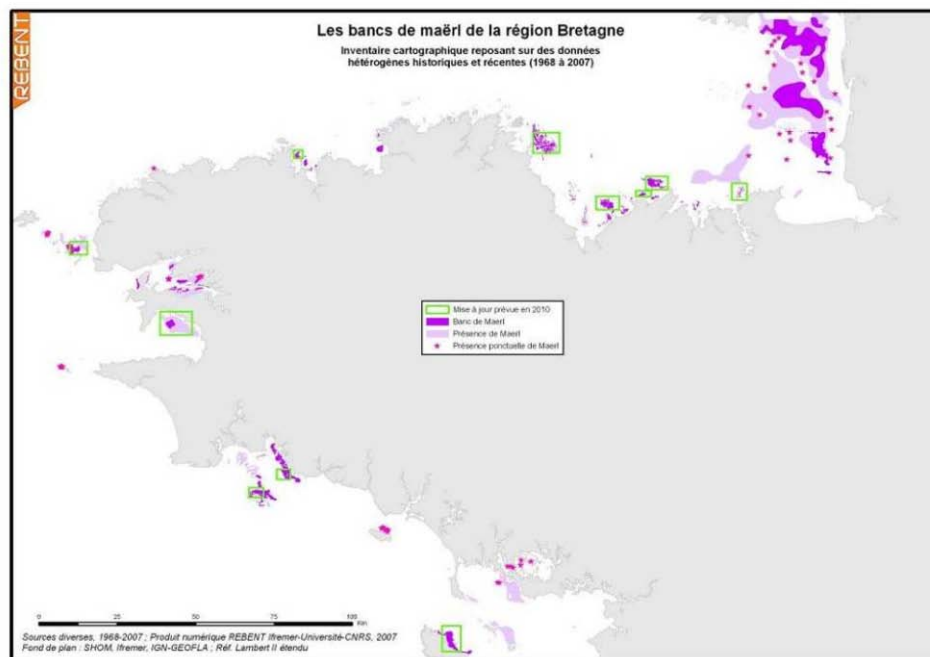 REBENT
Les bancs de maërl de la région Bretagne
Inventaire cartographique reposant sur des données
hétérogènes historiques et récentes (1968 à 2007)
Mise à jour prévue en 2010
Banc de Maerl
Présence de Maerl
Présence ponctuelle de Maerl
0 25 50 75 100
Km
Sources diverses, 1968-2007 ; Produit numérique REBENT Ifremer-Université-CNRS, 2007
Fond de plan : SHOM, Ifremer, IGN-GEOFLA ; Réf. Lambert II étendu